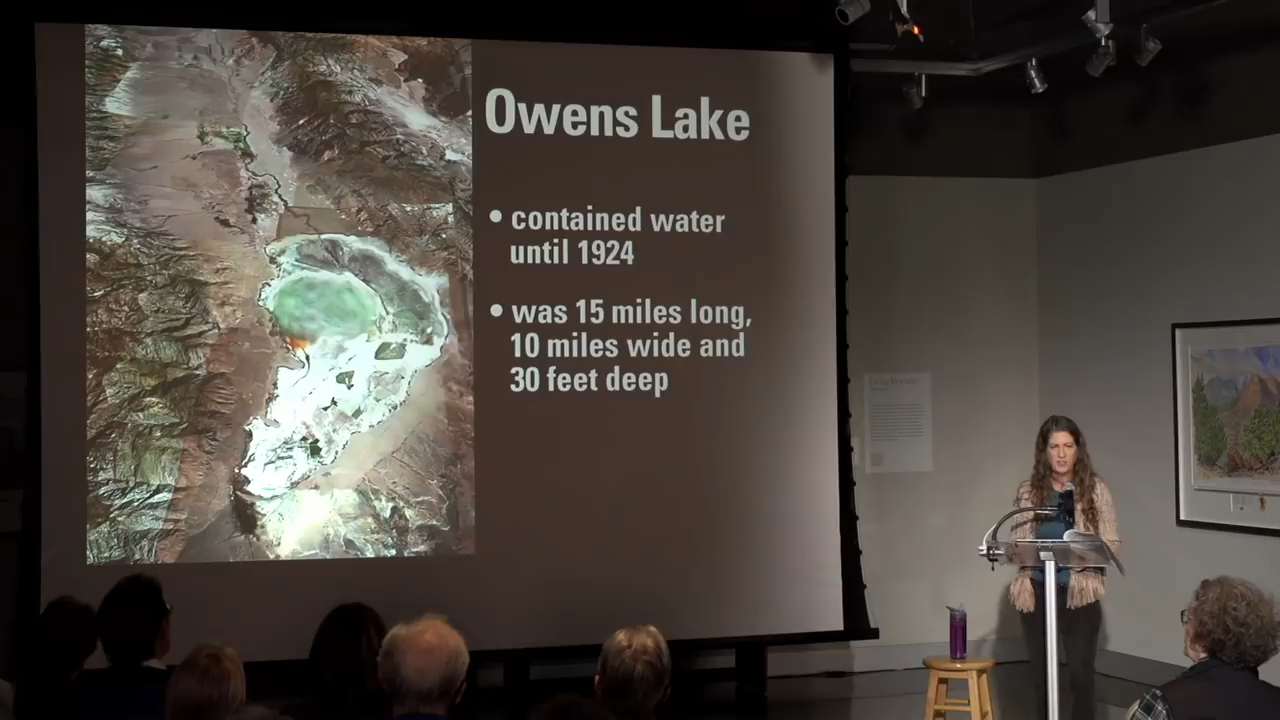 Owens Lake
• contained water
until 1924
• was 15 miles long,
10 miles wide and
30 feet deep